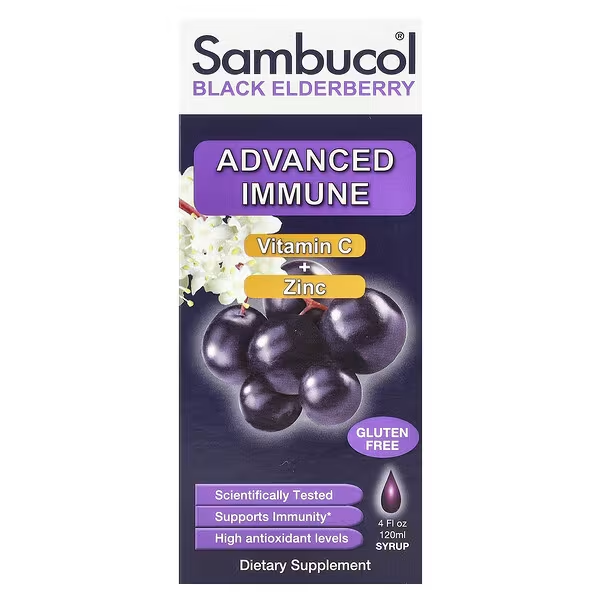 Sambucol®
BLACK ELDERBERRY
ADVANCED
IMMUNE
Vitamin C
+
Zinc
GLUTEN
FREE
Scientifically Tested
Supports Immunity*
High antioxidant levels
4 Fl oz
120ml
SYRUP
Dietary Supplement